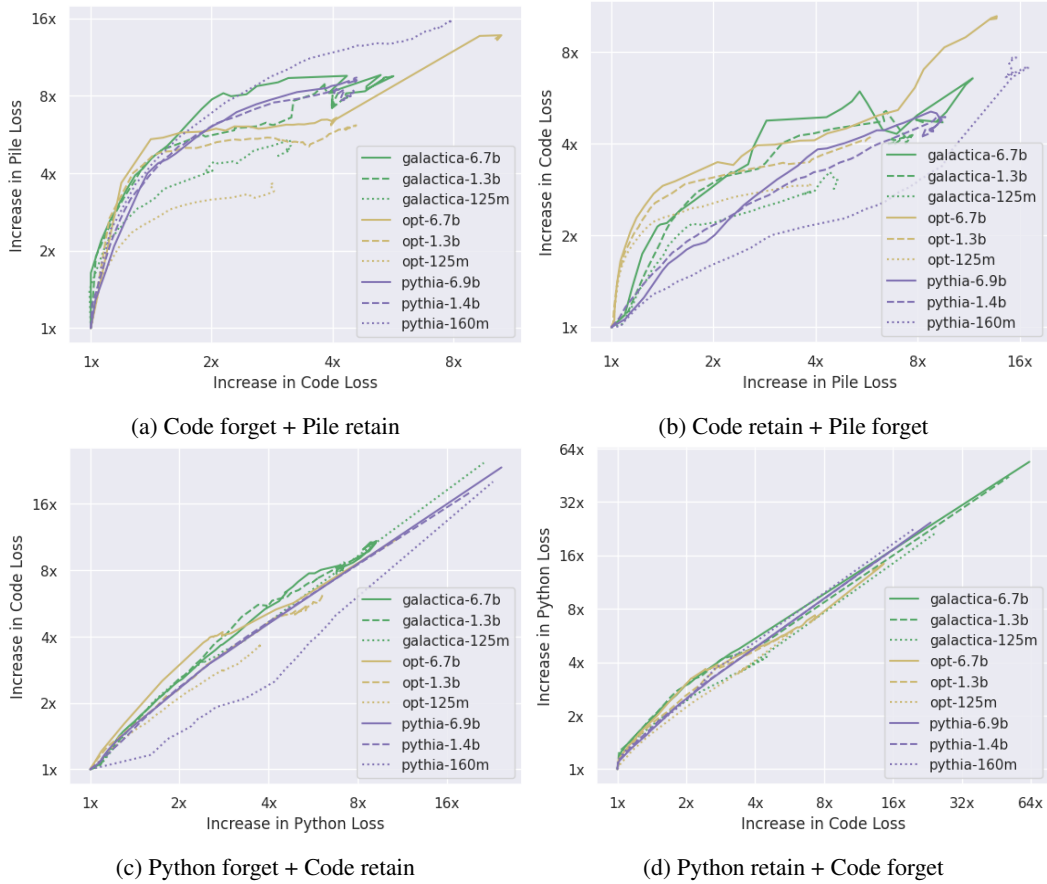 16x
8x
4x
2x
1x
Increase in Pile Loss
1x
2x
4x
8x
Increase in Code Loss
galactica-6.7b
galactica-1.3b
galactica-125m
opt-6.7b
opt-1.3b
opt-125m
pythia-6.9b
pythia-1.4b
pythia-160m
(a) Code forget + Pile retain
8x
4x
2x
1x
Increase in Code Loss
1x
2x
4x
8x
16x
Increase in Pile Loss
galactica-6.7b
galactica-1.3b
galactica-125m
opt-6.7b
opt-1.3b
opt-125m
pythia-6.9b
pythia-1.4b
pythia-160m
(b) Code retain + Pile forget
16x
8x
4x
2x
1x
Increase in Code Loss
1x
2x
4x
8x
16x
Increase in Python Loss
galactica-6.7b
galactica-1.3b
galactica-125m
opt-6.7b
opt-1.3b
opt-125m
pythia-6.9b
pythia-1.4b
pythia-160m
(c) Python forget + Code retain
64x
32x
16x
8x
4x
2x
1x
Increase in Python Loss
1x
2x
4x
8x
16x
32x
64x
Increase in Code Loss
galactica-6.7b
galactica-1.3b
galactica-125m
opt-6.7b
opt-1.3b
opt-125m
pythia-6.9b
pythia-1.4b
pythia-160m
(d) Python retain + Code forget